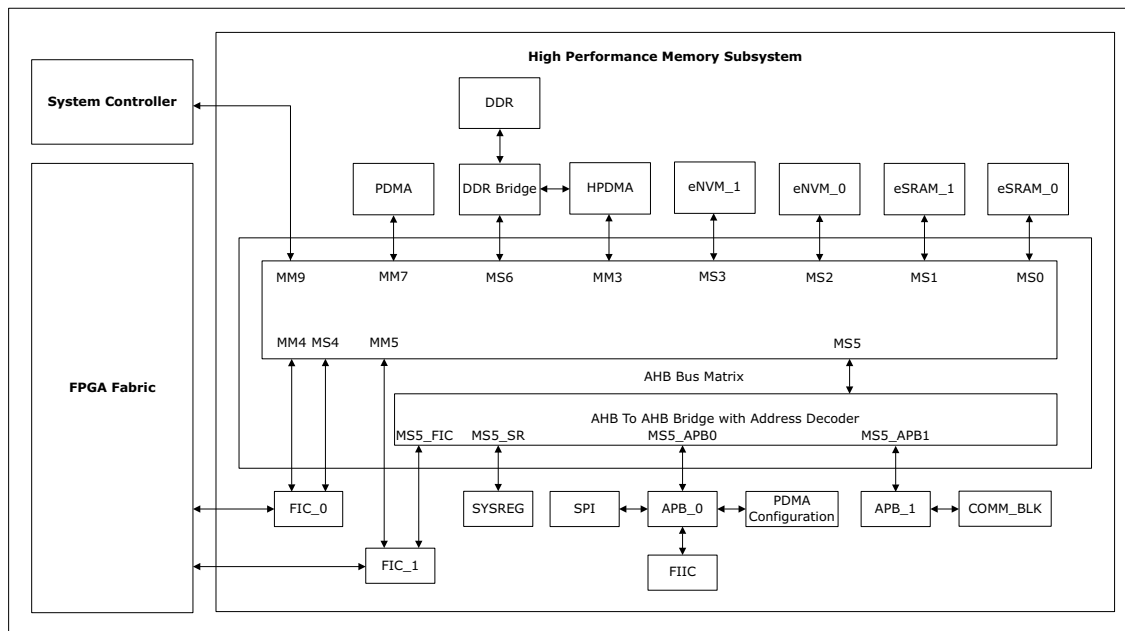 High Performance Memory Subsystem
System Controller
DDR
PDMA
DDR Bridge
HPDMA
eNVM_1
eNVM_0
eSRAM_1
eSRAM_0
MM9
MM7
MS6
MM3
MS3
MS2
MS1
MS0
MM4
MS4
MM5
MS5
FPGA Fabric
AHB Bus Matrix
AHB To AHB Bridge with Address Decoder
MS5_FIC
MS5_SR
MS5_APB0
MS5_APB1
FIC_0
SYSREG
SPI
APB_0
PDMA
Configuration
APB_1
COMM_BLK
FIC_1
FIIC